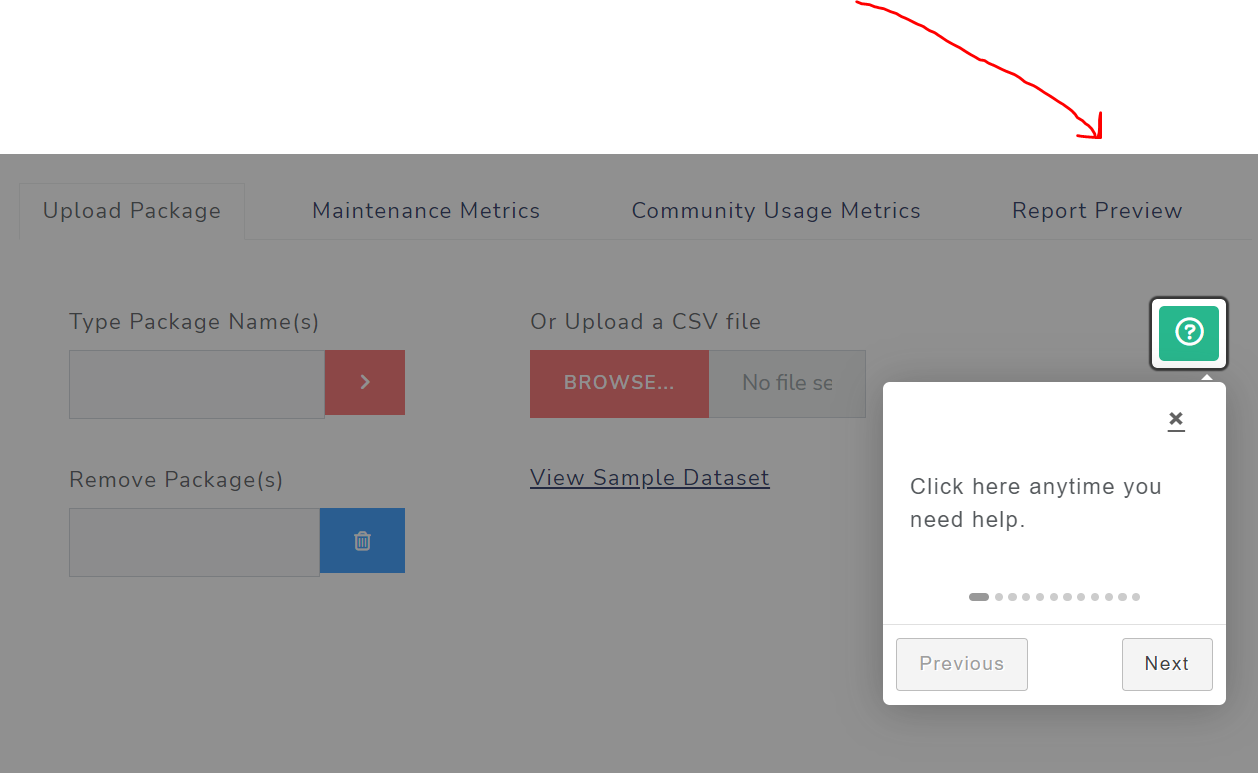 Upload Package
Maintenance Metrics
Community Usage Metrics
Report Preview
Type Package Name(s)
Or Upload a CSV file
BROWSE...
No file se
Remove Package(s)
View Sample Dataset
Click here anytime you
need help.
Previous
Next